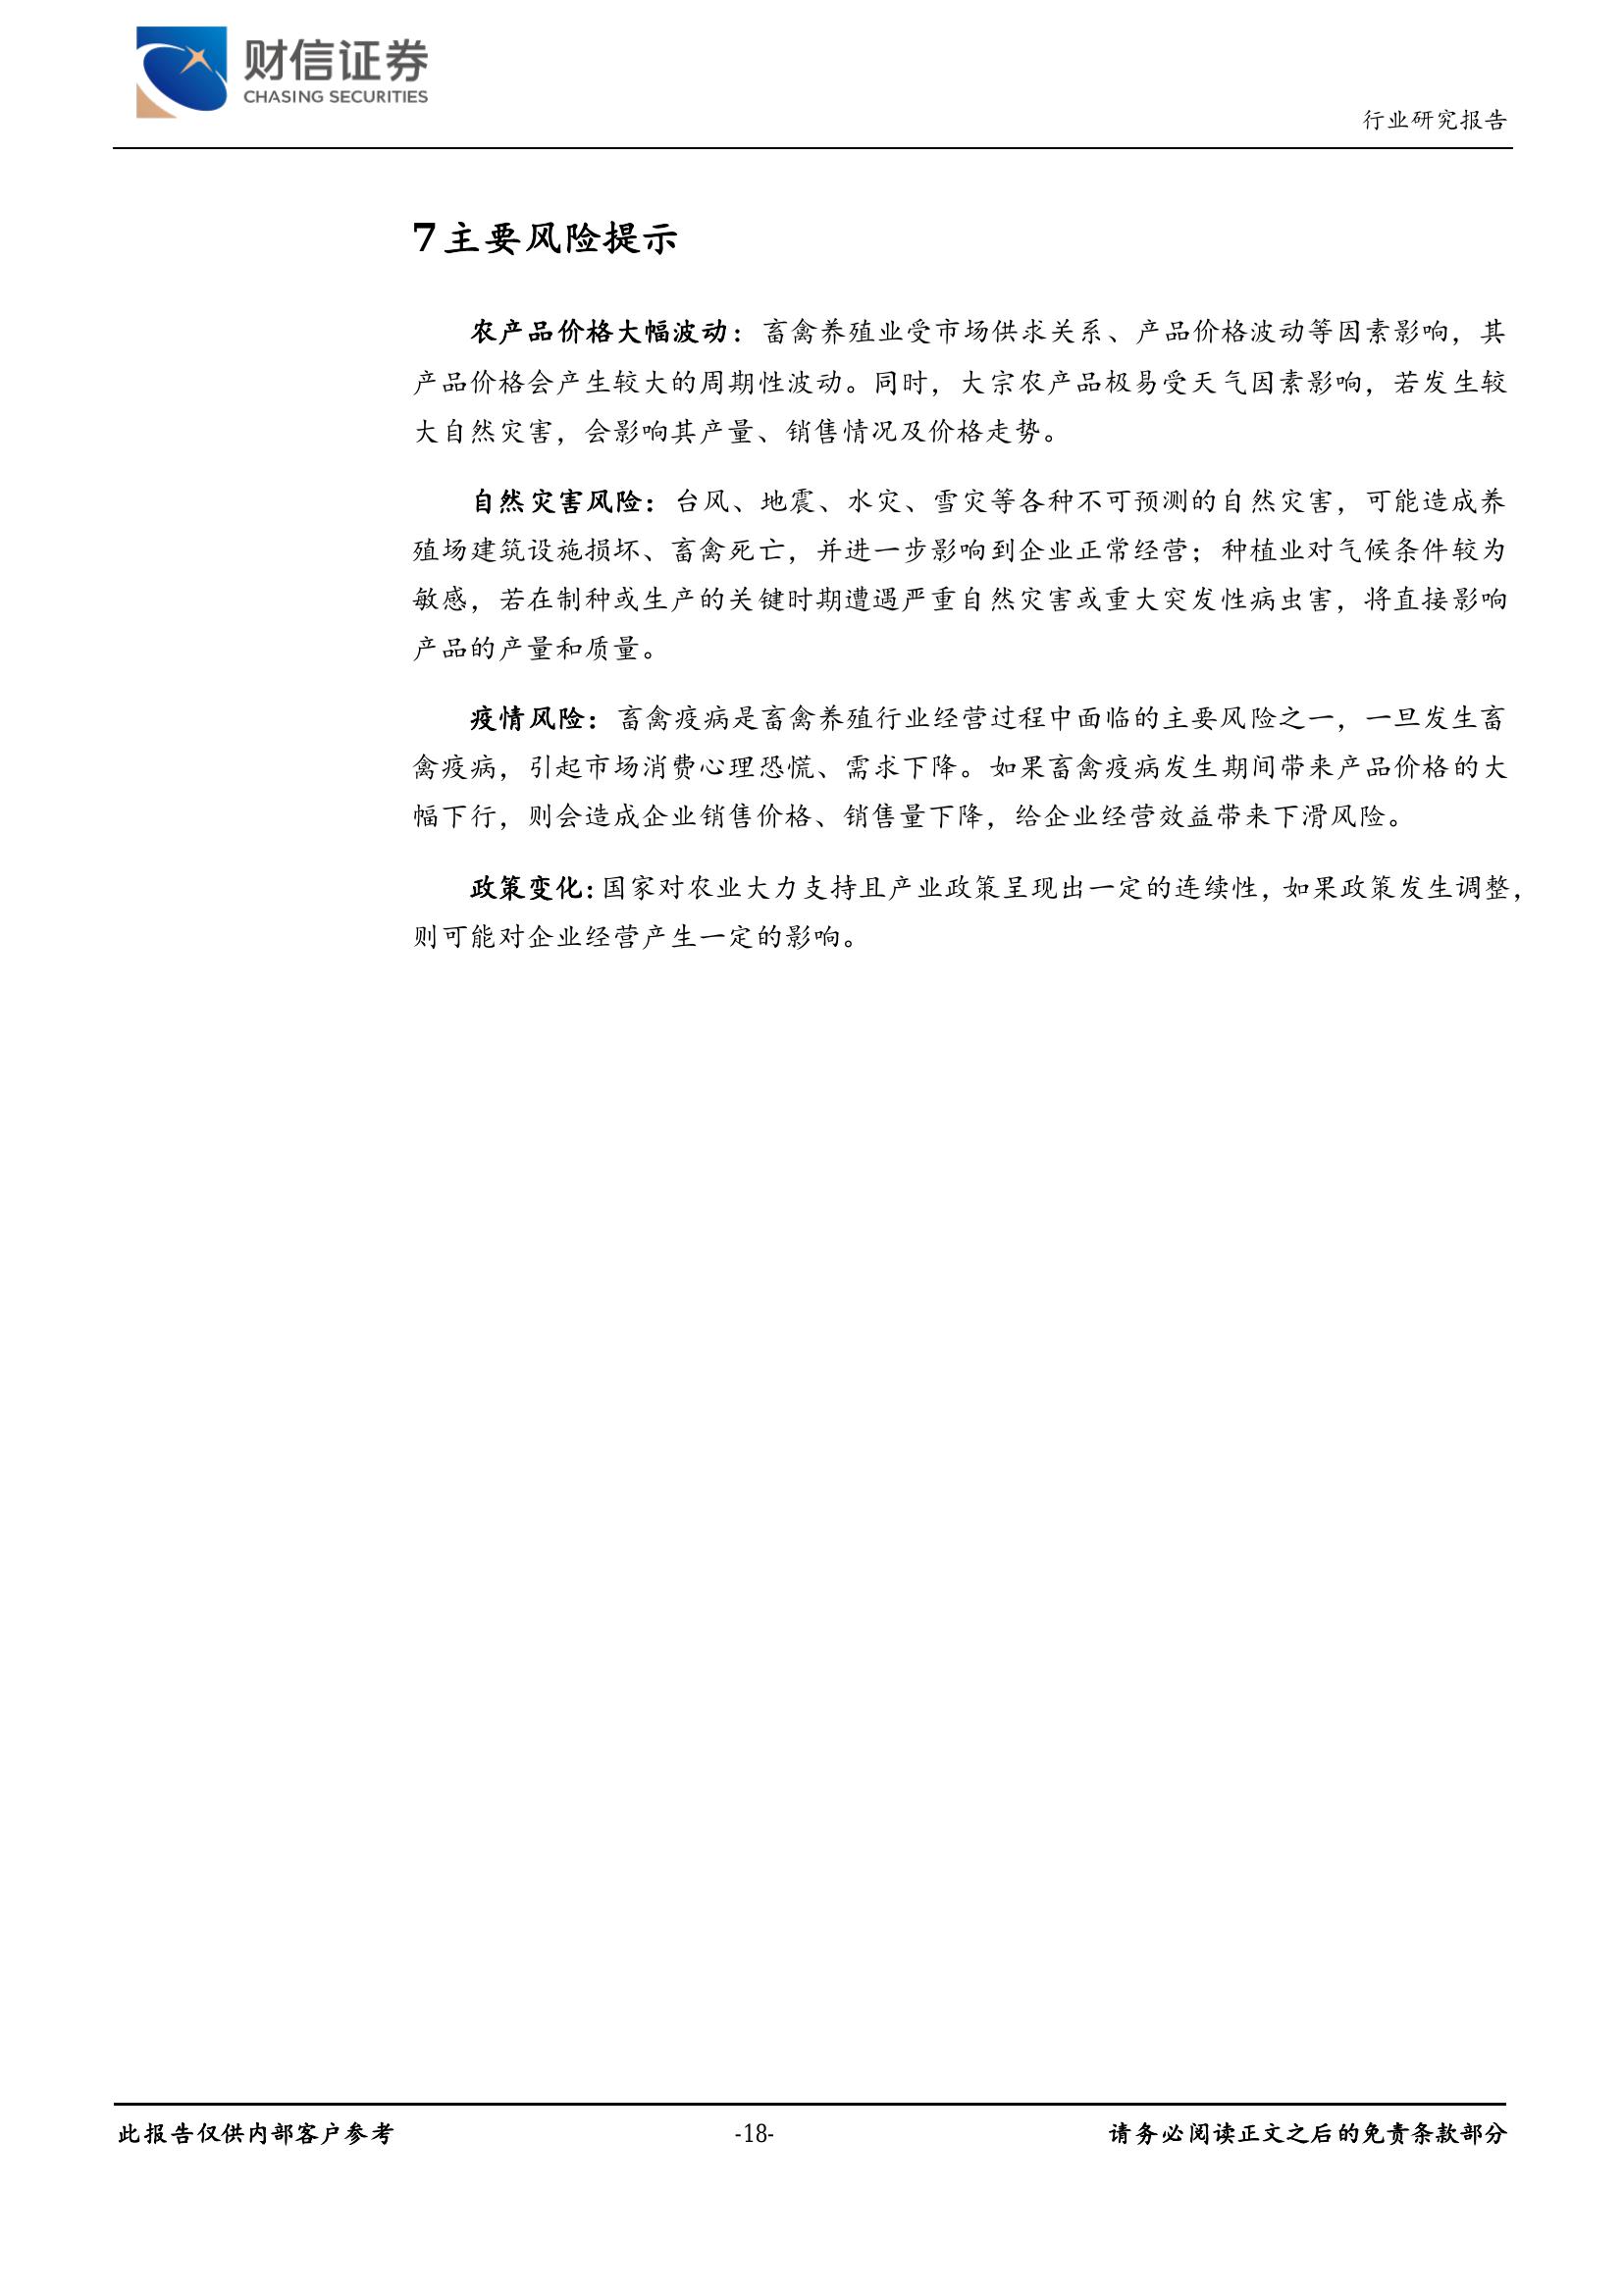 财信证券
CHASING SECURITIES
行业研究报告
7 主要风险提示
农产品价格大幅波动：畜禽养殖业受市场供求关系、产品价格波动等因素影响，其
产品价格会产生较大的周期性波动。同时，大宗农产品极易受天气因素影响，若发生较
大自然灾害，会影响其产量、销售情况及价格走势。
自然灾害风险：台风、地震、水灾、雪灾等各种不可预测的自然灾害，可能造成养
殖场建筑设施损坏、畜禽死亡，并进一步影响到企业正常经营；种植业对气候条件较为
敏感，若在制种或生产的关键时期遭遇严重自然灾害或重大突发性病虫害，将直接影响
产品的产量和质量。
疫情风险：畜禽疫病是畜禽养殖行业经营过程中面临的主要风险之一，一旦发生畜
禽疫病，引起市场消费心理恐慌、需求下降。如果畜禽疫病发生期间带来产品价格的大
幅下行，则会造成企业销售价格、销售量下降，给企业经营效益带来下滑风险。
政策变化：国家对农业大力支持且产业政策呈现出一定的连续性，如果政策发生调整，
则可能对企业经营产生一定的影响。
此报告仅供内部客户参考
-18-
请务必阅读正文之后的免责条款部分